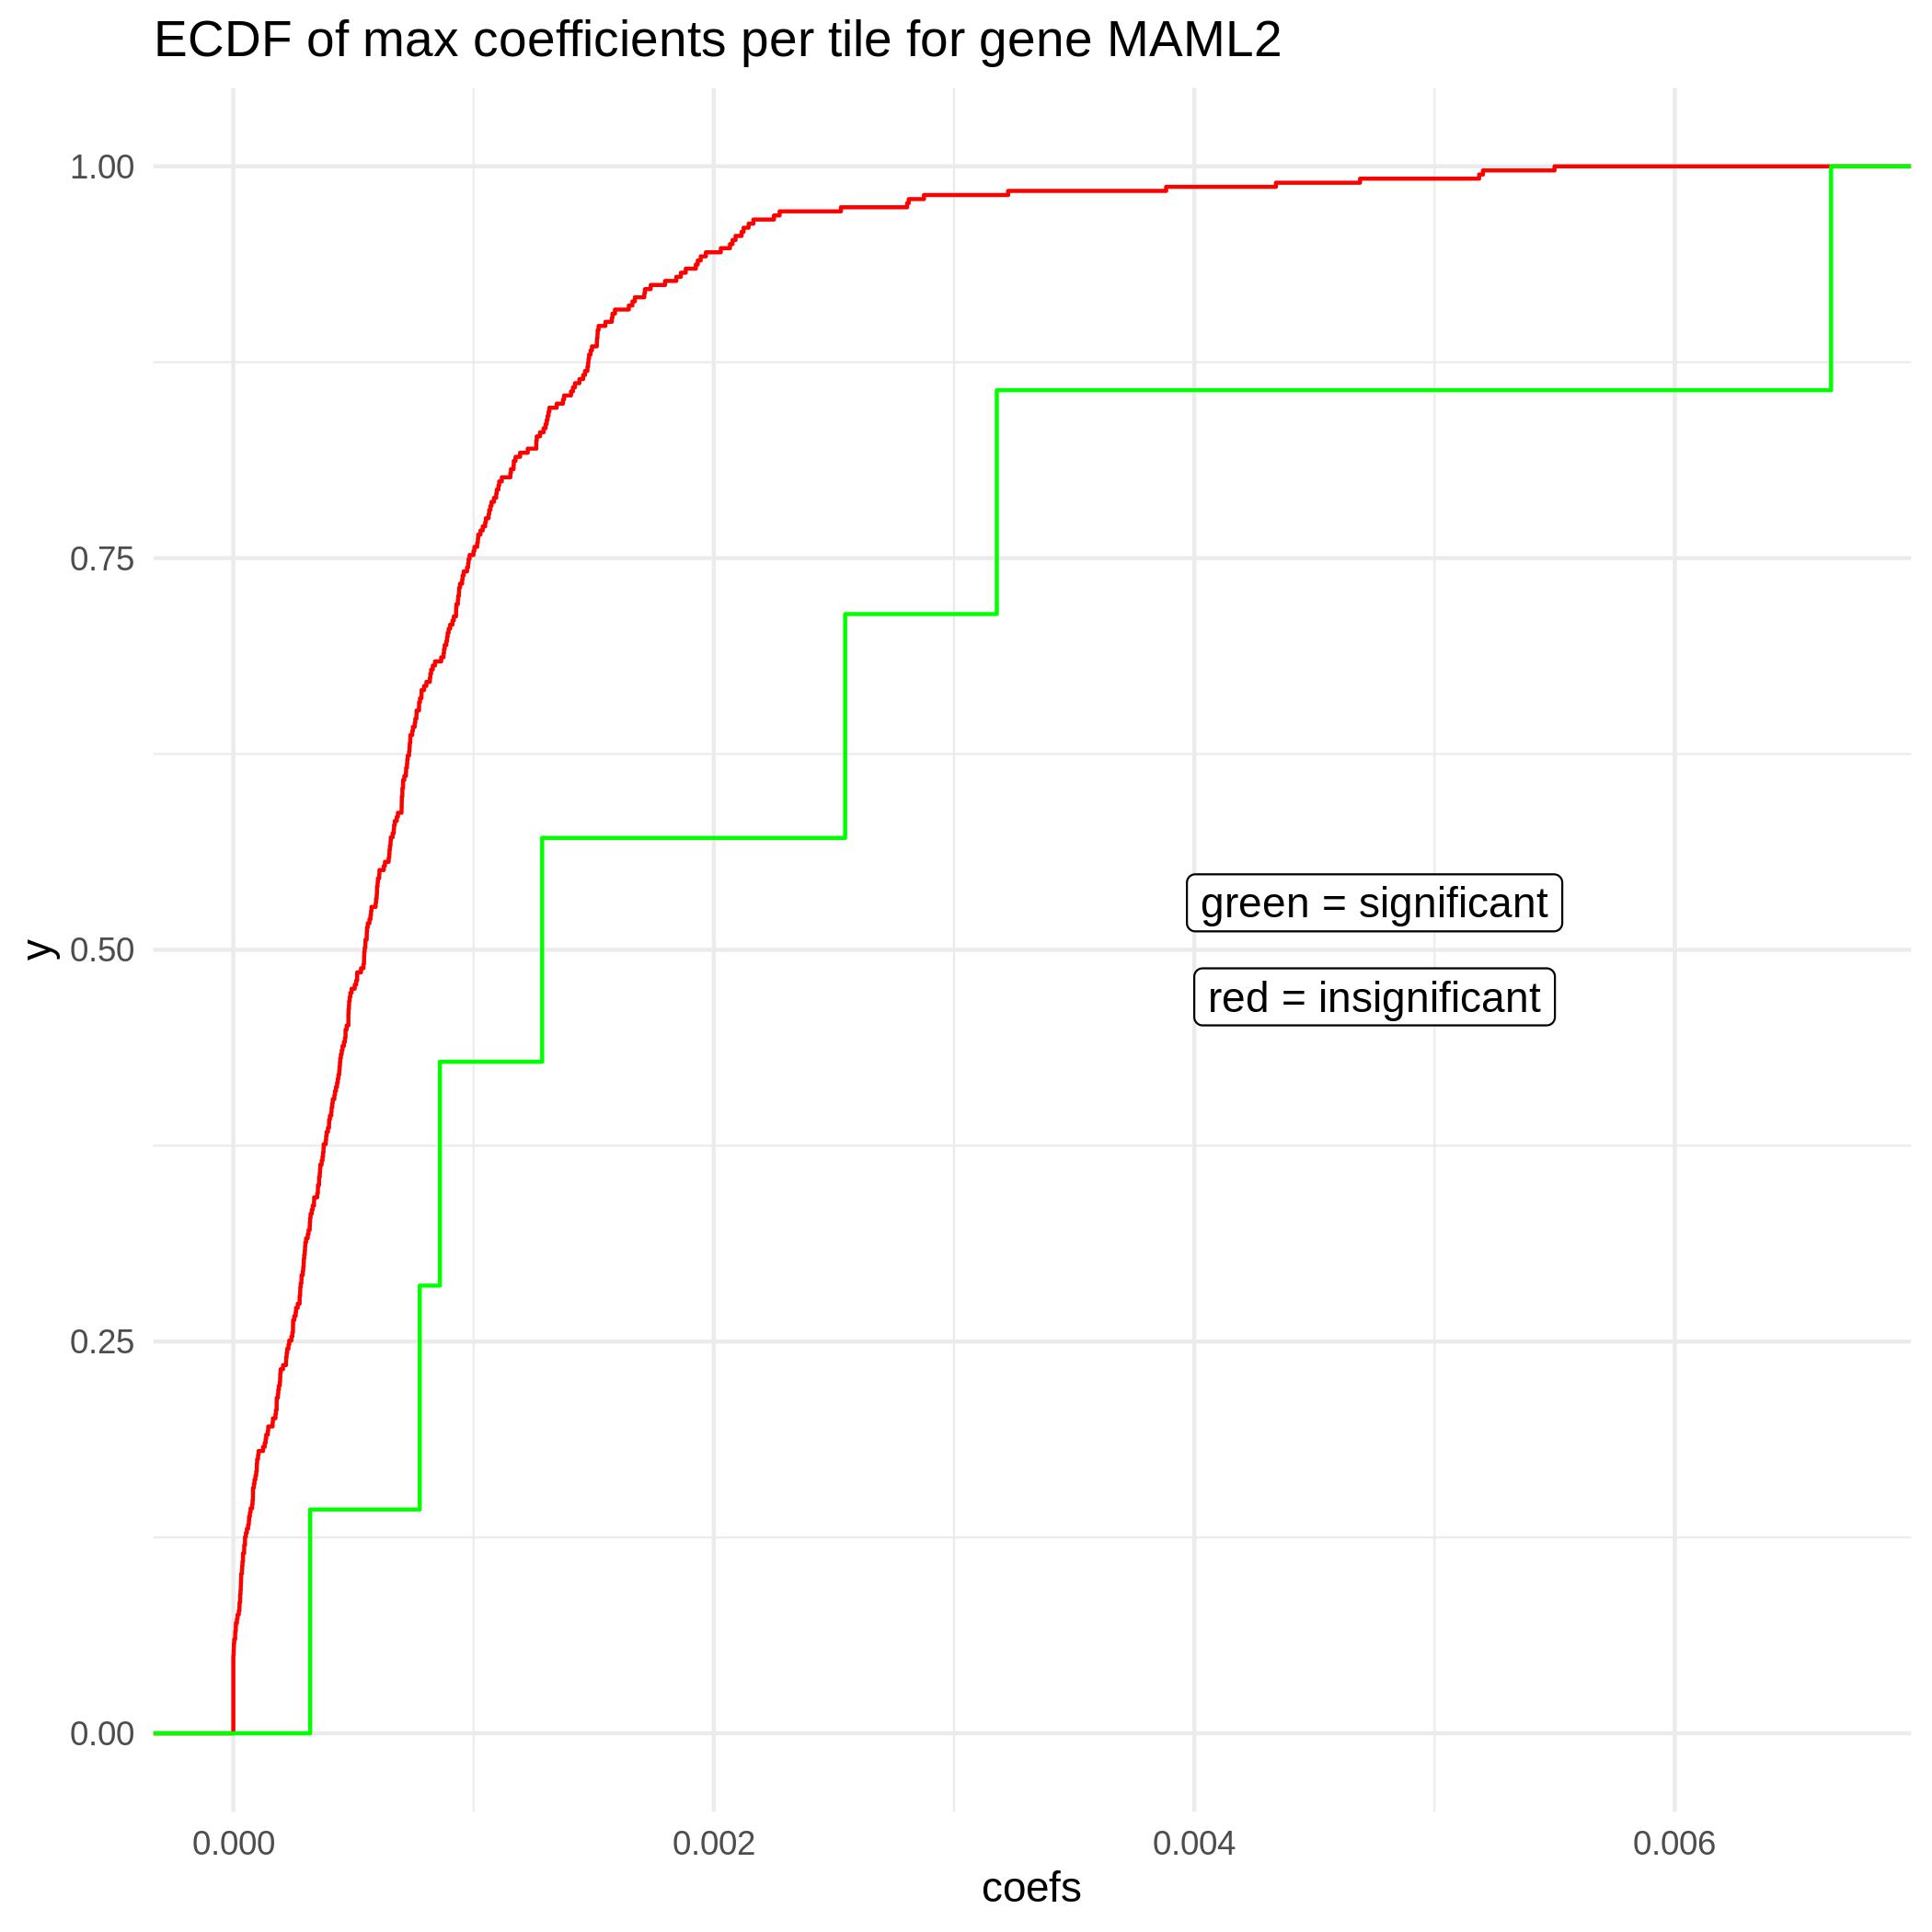 ECDF of max coefficients per tile for gene MAML2
1.00
0.75
0.50
0.25
0.00
y
green = significant
red = insignificant
0.000 0.002 0.004 0.006
coefs